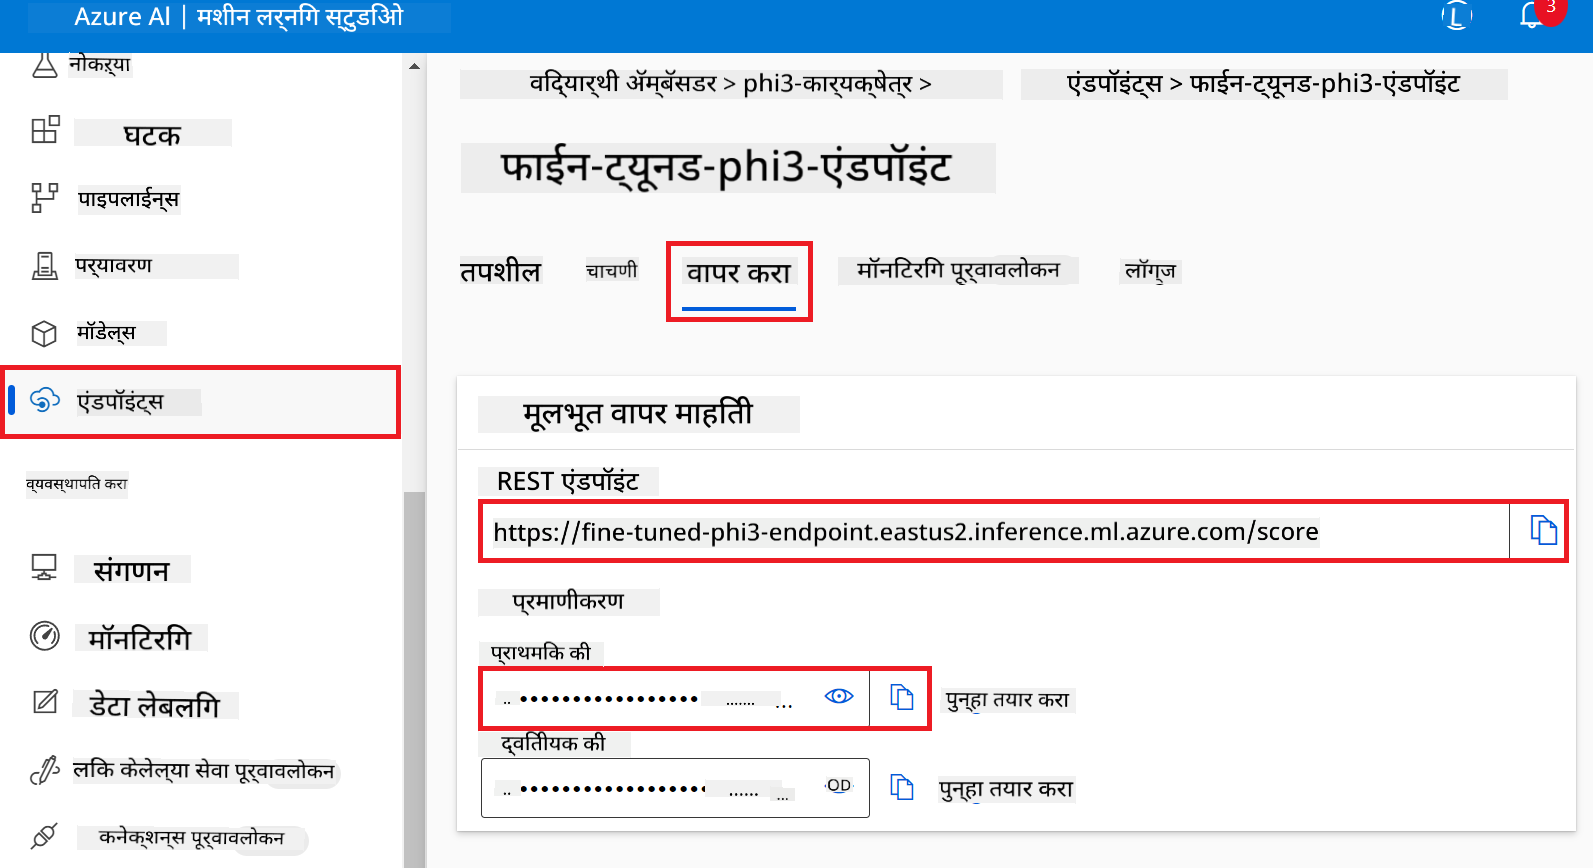 Azure AI | मशीन लर्निंग स्टुडिओ
3
नोकऱ्या
घटक
पाइपलाईन्स
पर्यावरण
मॉडेल्स
एंडपॉइंट्स
व्यवस्थापित करा
संगणन
मॉनिटरिंग
डेटा लेबलिंग
लिंक केलेल्या सेवा पूर्वावलोकन
कनेक्शन्स पूर्वावलोकन
विद्यार्थी ॲम्बॅसडर > phi3-कार्यक्षेत्र > एंडपॉइंट्स > फाईन-ट्यूनड-phi3-एंडपॉइंट
फाईन-ट्यूनड-phi3-एंडपॉइंट
तपशील चाचणी वापर करा मॉनिटरिंग पूर्वावलोकन लॉग्ज
मूलभूत वापर माहिती
REST एंडपॉइंट
https://fine-tuned-phi3-endpoint.eastus2.inference.ml.azure.com/score
प्रमाणीकरण
प्राथमिक की
पुन्हा तयार करा
द्वितीयक की
पुन्हा तयार करा